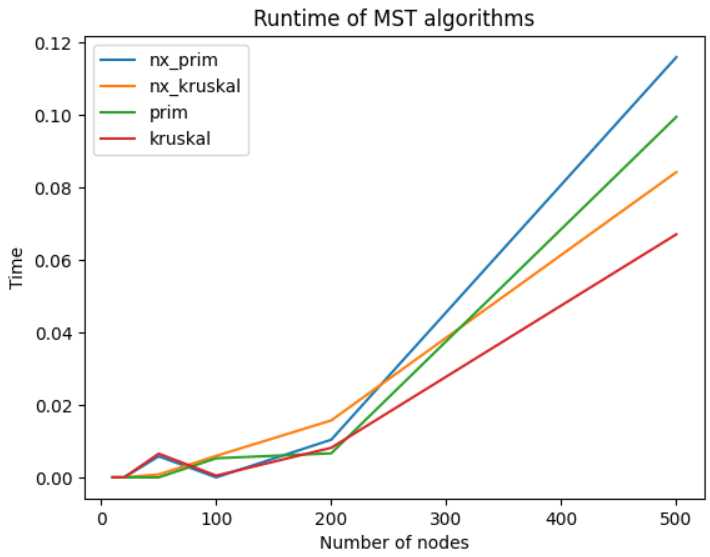 Runtime of MST algorithms
nx_prim
nx_kruskal
prim
kruskal
0.12
0.10
0.08
0.06
0.04
0.02
0.00
Time
0 100 200 300 400 500
Number of nodes